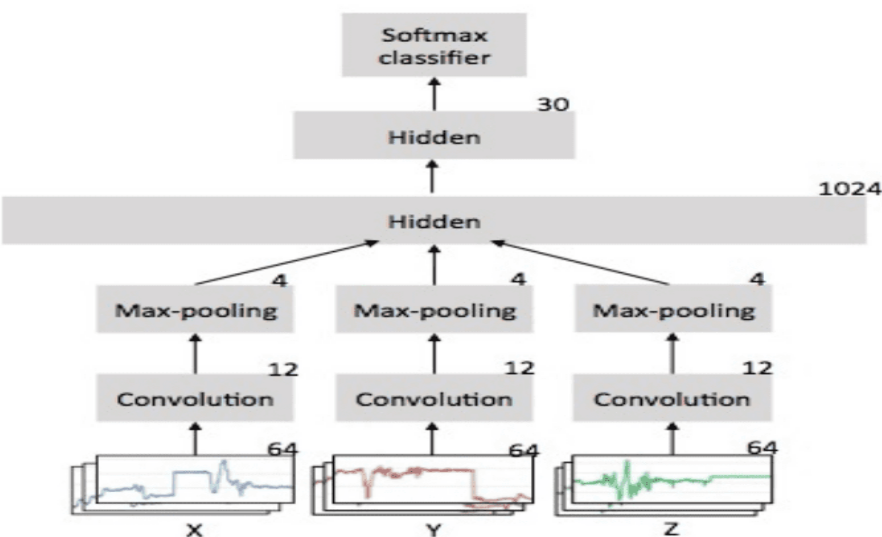 Softmax
classifier
30
Hidden
1024
Hidden
4 4 4
Max-pooling Max-pooling Max-pooling
12 12 12
Convolution Convolution Convolution
64 64 64
X Y Z